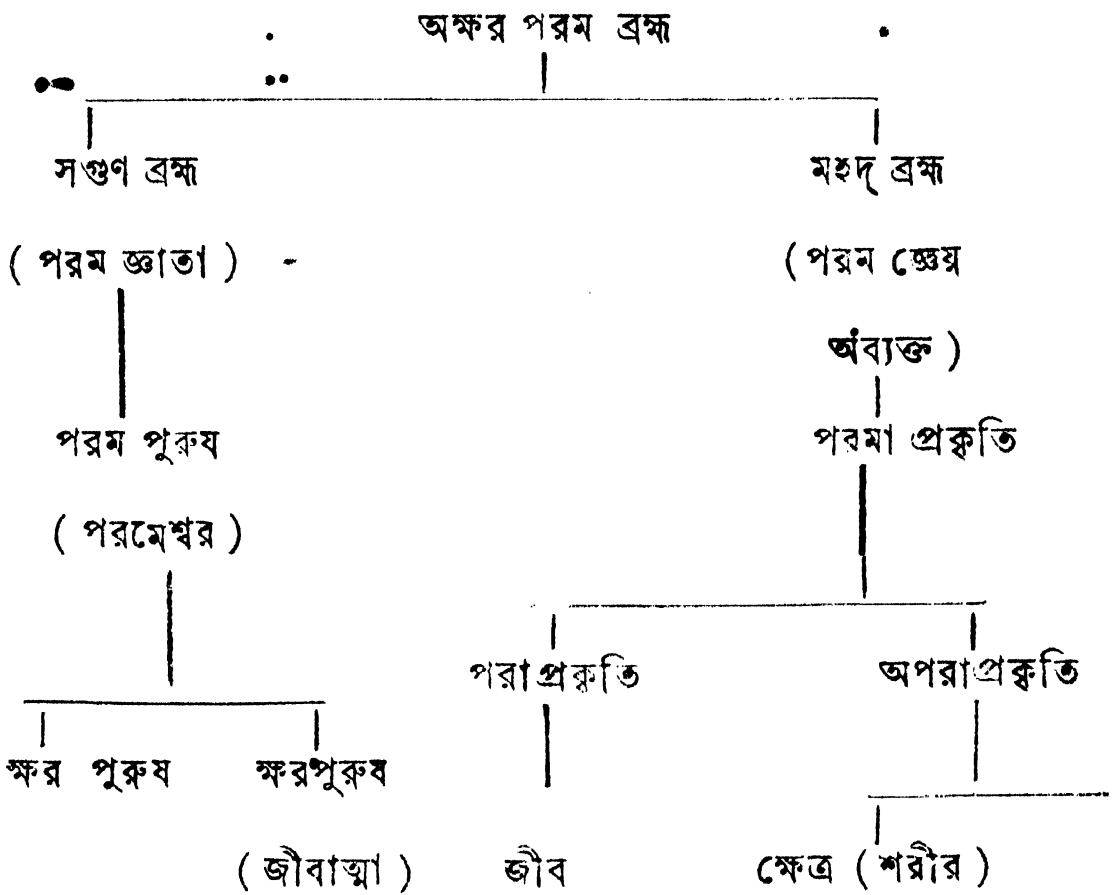 অক্ষর পরম ব্রহ্ম
সগুণ ব্রহ্ম মহদ্ ব্রহ্ম
( পরম জ্ঞাতা ) (পরম জ্ঞেয়
অব্যক্ত )
পরম পুরুষ পরমা প্রকৃতি
( পরমেশ্বর )
পরাপ্রকৃতি অপরাপ্রকৃতি
ক্ষর পুরুষ ক্ষরপুরুষ
( জীবাত্মা ) জীব ক্ষেত্র ( শরীর )